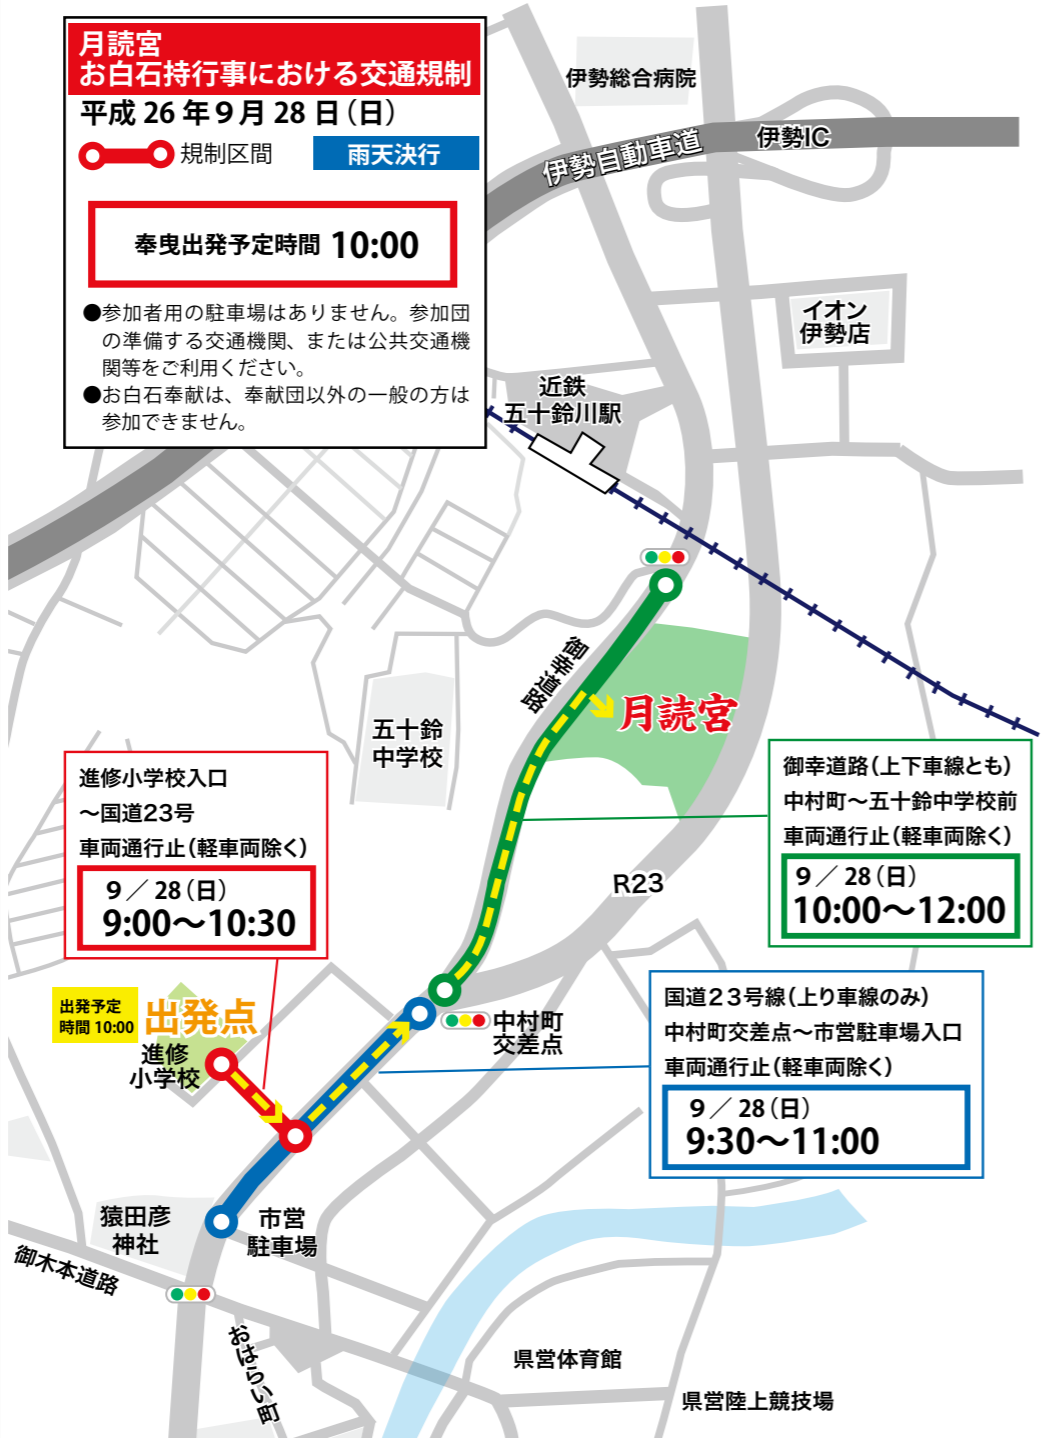 月読宮
お白石持行事における交通規制
平成 26 年 9 月 28 日（日）
規制区間
雨天決行
奉曳出発予定時間 10:00
●参加者用の駐車場はありません。参加団
の準備する交通機関、または公共交通機
関等をご利用ください。
●お白石奉献は、奉献団以外の一般の方は
参加できません。
伊勢総合病院
伊勢自動車道
伊勢IC
イオン
伊勢店
近鉄
五十鈴川駅
御幸道路
月読宮
五十鈴
中学校
進修小学校入口
～国道23号
車両通行止（軽車両除く）
9 ／ 28（日）
9:00～10:30
御幸道路（上下車線とも）
中村町～五十鈴中学校前
車両通行止（軽車両除く）
9 ／ 28（日）
10:00～12:00
R23
国道23号線（上り車線のみ）
中村町交差点～市営駐車場入口
車両通行止（軽車両除く）
9 ／ 28（日）
9:30～11:00
出発予定
時間 10:00
出発点
進修
小学校
中村町
交差点
猿田彦
神社
市営
駐車場
御木本道路
おはらい町
県営体育館
県営陸上競技場